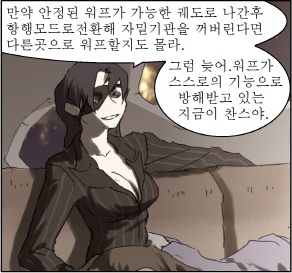 만약 안정된 워프가 가능한 궤도로 나간후
항행모드로전환해 자밀기관을 꺼버린다면
다른곳으로 워프할지도 몰라.
그럼 늦어.워프가
스스로의 기능으로
방해받고 있는
지금이 찬스야.